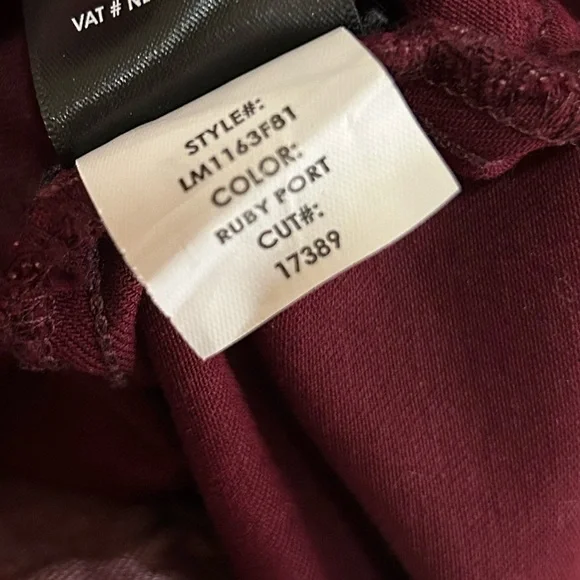 VAT #
STYLE#:
LM1163F81
COLOR:
RUBY PORT
CUT#:
17389